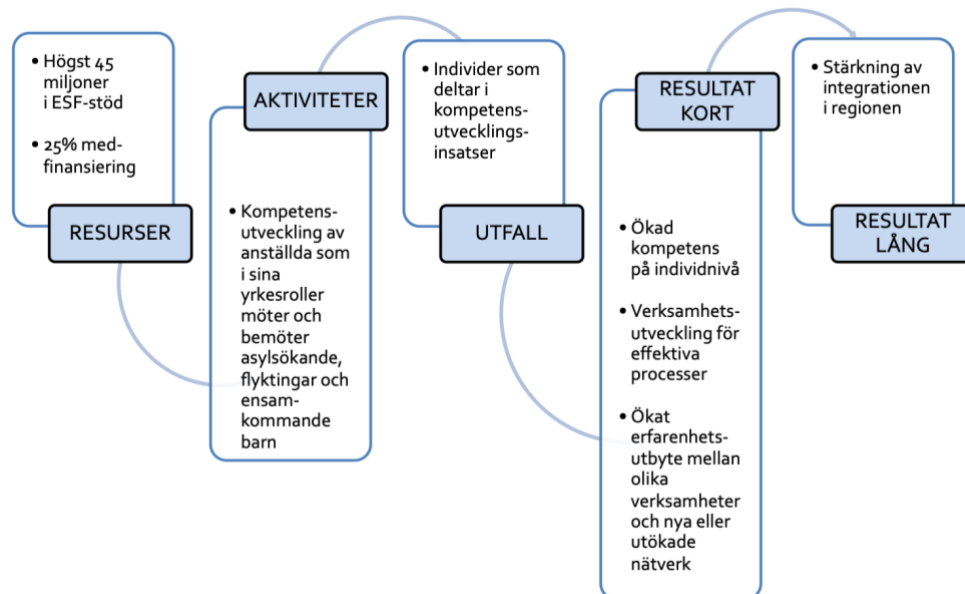 • Högst 45
miljoner
i ESF-stöd
• 25% med-
finansiering
RESURSER
AKTIVITETER
• Kompetens-
utveckling av
anställda som
i sina
yrkesroller
möter och
bemöter
asylsökande,
flyktingar och
ensam-
kommande
barn
• Individer som
deltar i
kompetens-
utvecklings-
insatser
UTFALL
RESULTAT
KORT
• Ökad
kompetens
på individnivå
• Verksamhets-
utveckling för
effektiva
processer
• Ökat
erfarenhets-
utbyte mellan
olika
verksamheter
och nya eller
utökade
nätverk
• Stärkning av
integrationen
i regionen
RESULTAT
LÅNG